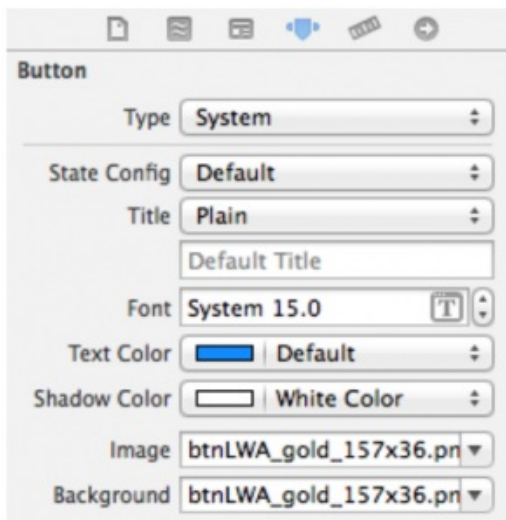 Button
Type System
State Config Default
Title Plain
Default Title
Font System 15.0 T
Text Color Default
Shadow Color White Color
Image btnLWA_gold_157x36.pn
Background btnLWA_gold_157x36.pn